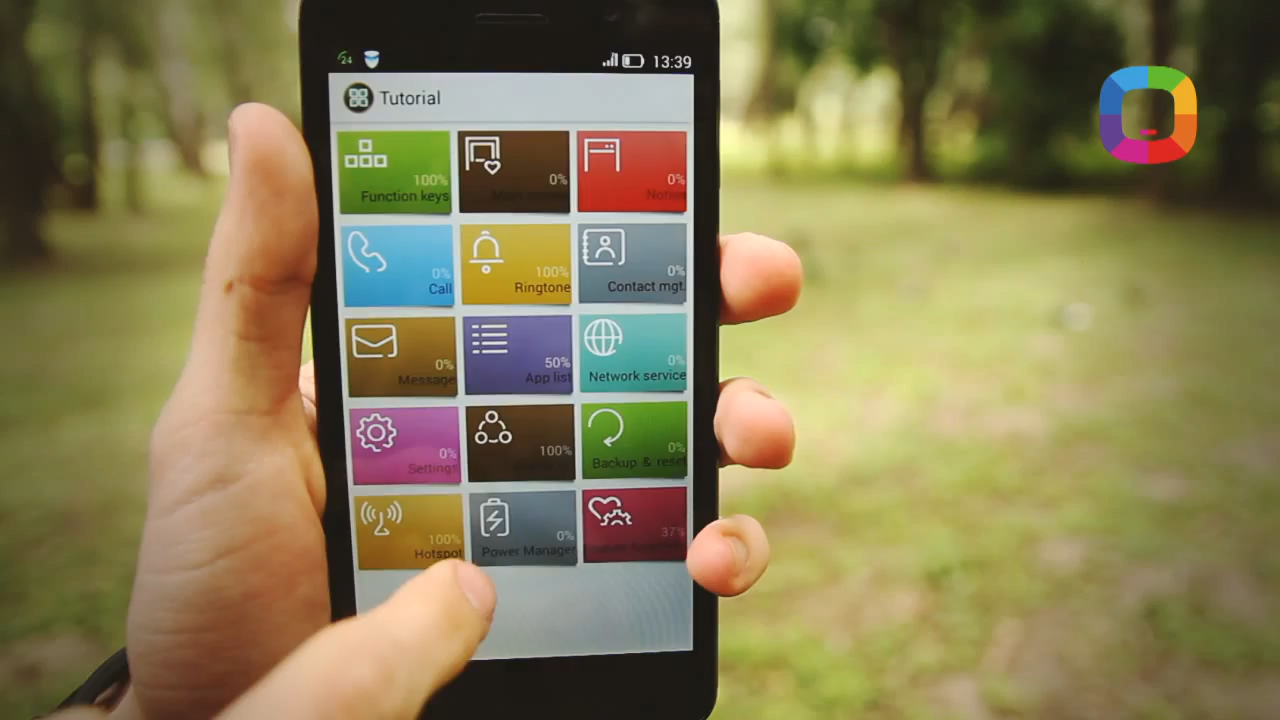 24
13:39
Tutorial
100%
Function keys
0%
0%
0%
Call
100%
Ringtone
0%
Contact mgt.
0%
Message
50%
App list
0%
Network service
0%
Settings
100%
0%
Backup & reset
100%
Hotspot
0%
Power Manager
37%